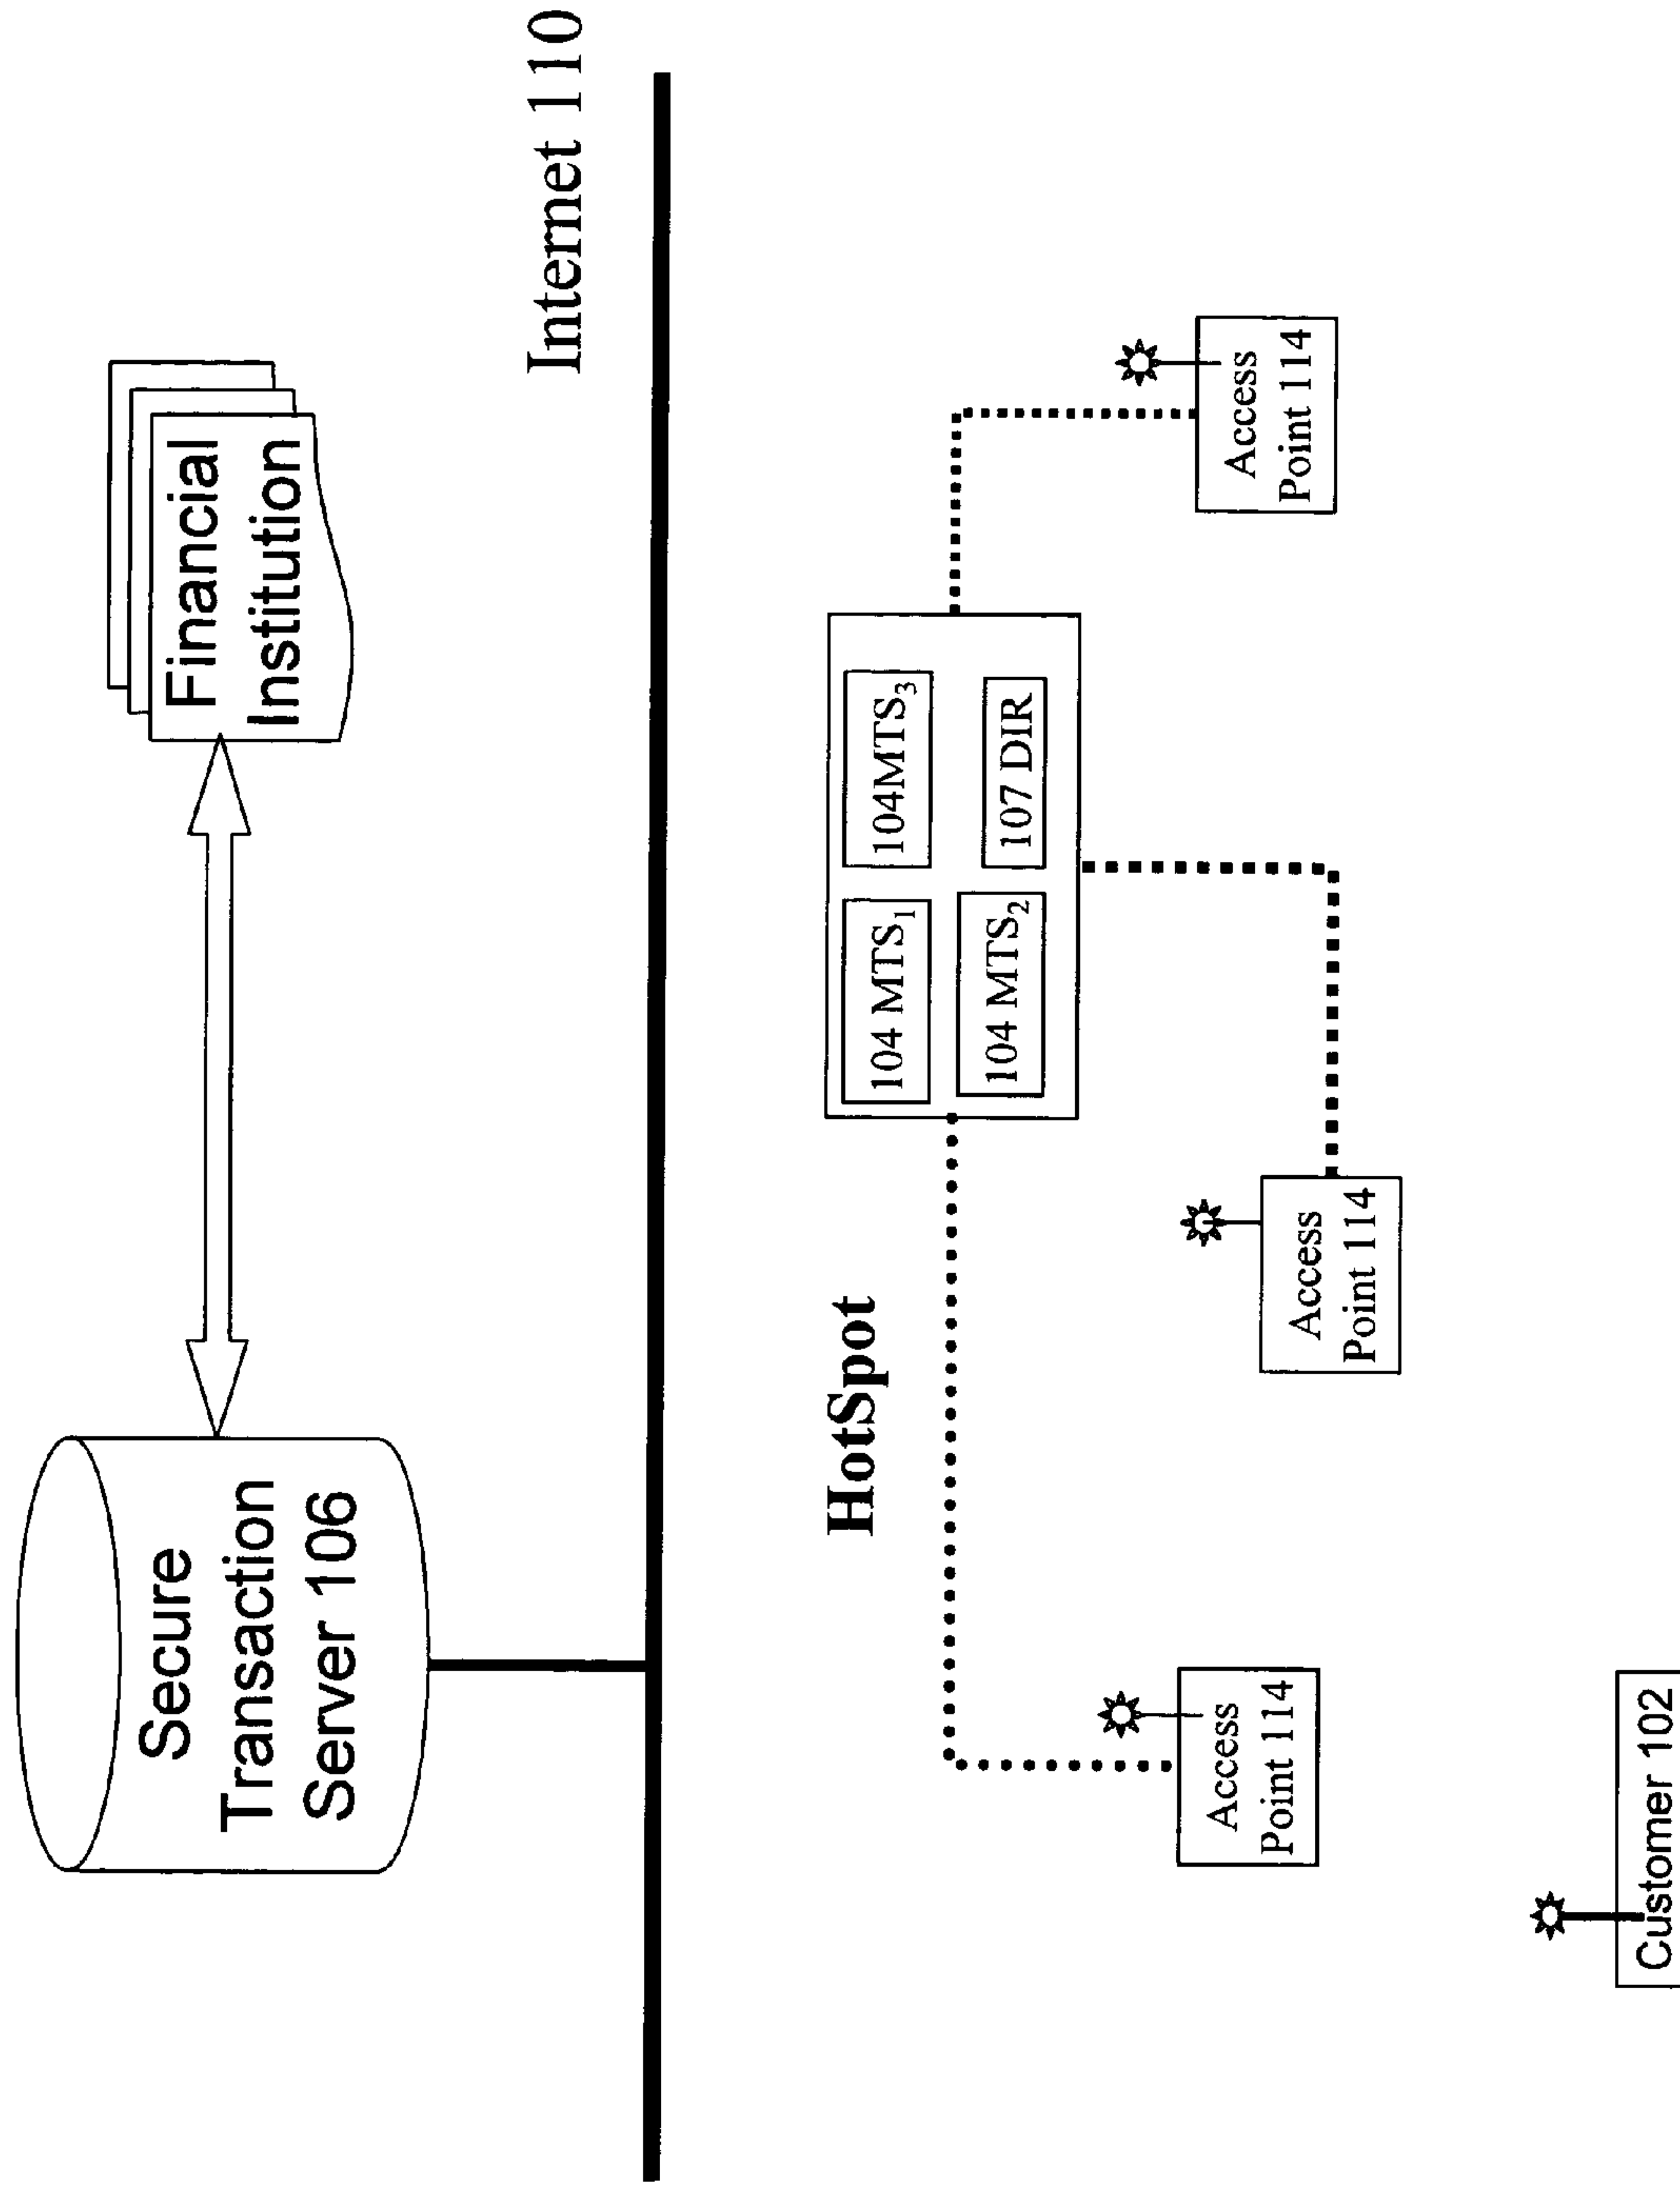 Secure
Transaction
Server 106
Financial
Institution
Internet 110
HotSpot
104 MTS₁
104MTS₃
104 MTS₂
107 DIR
Access
Point 114
Access
Point 114
Access
Point 114
Customer 102